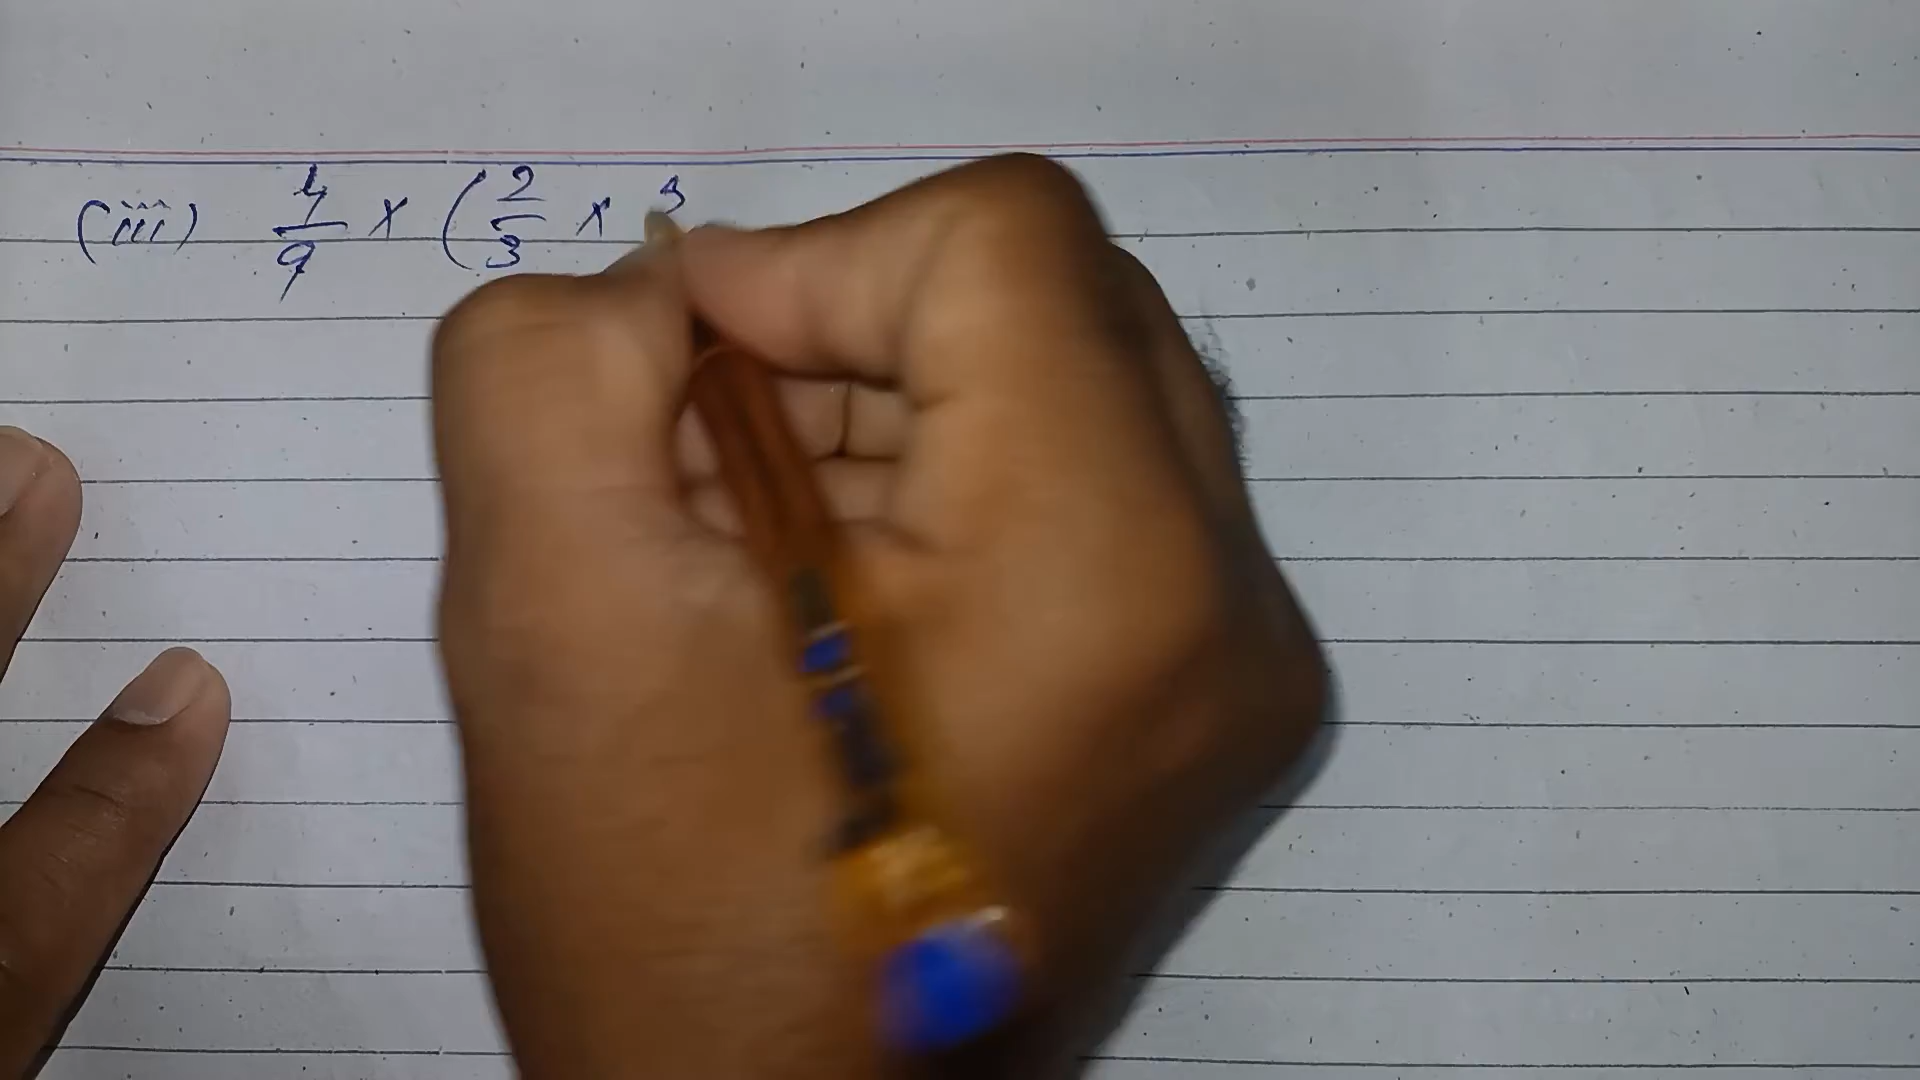 (iii) 4/9 × (2/3 × 3